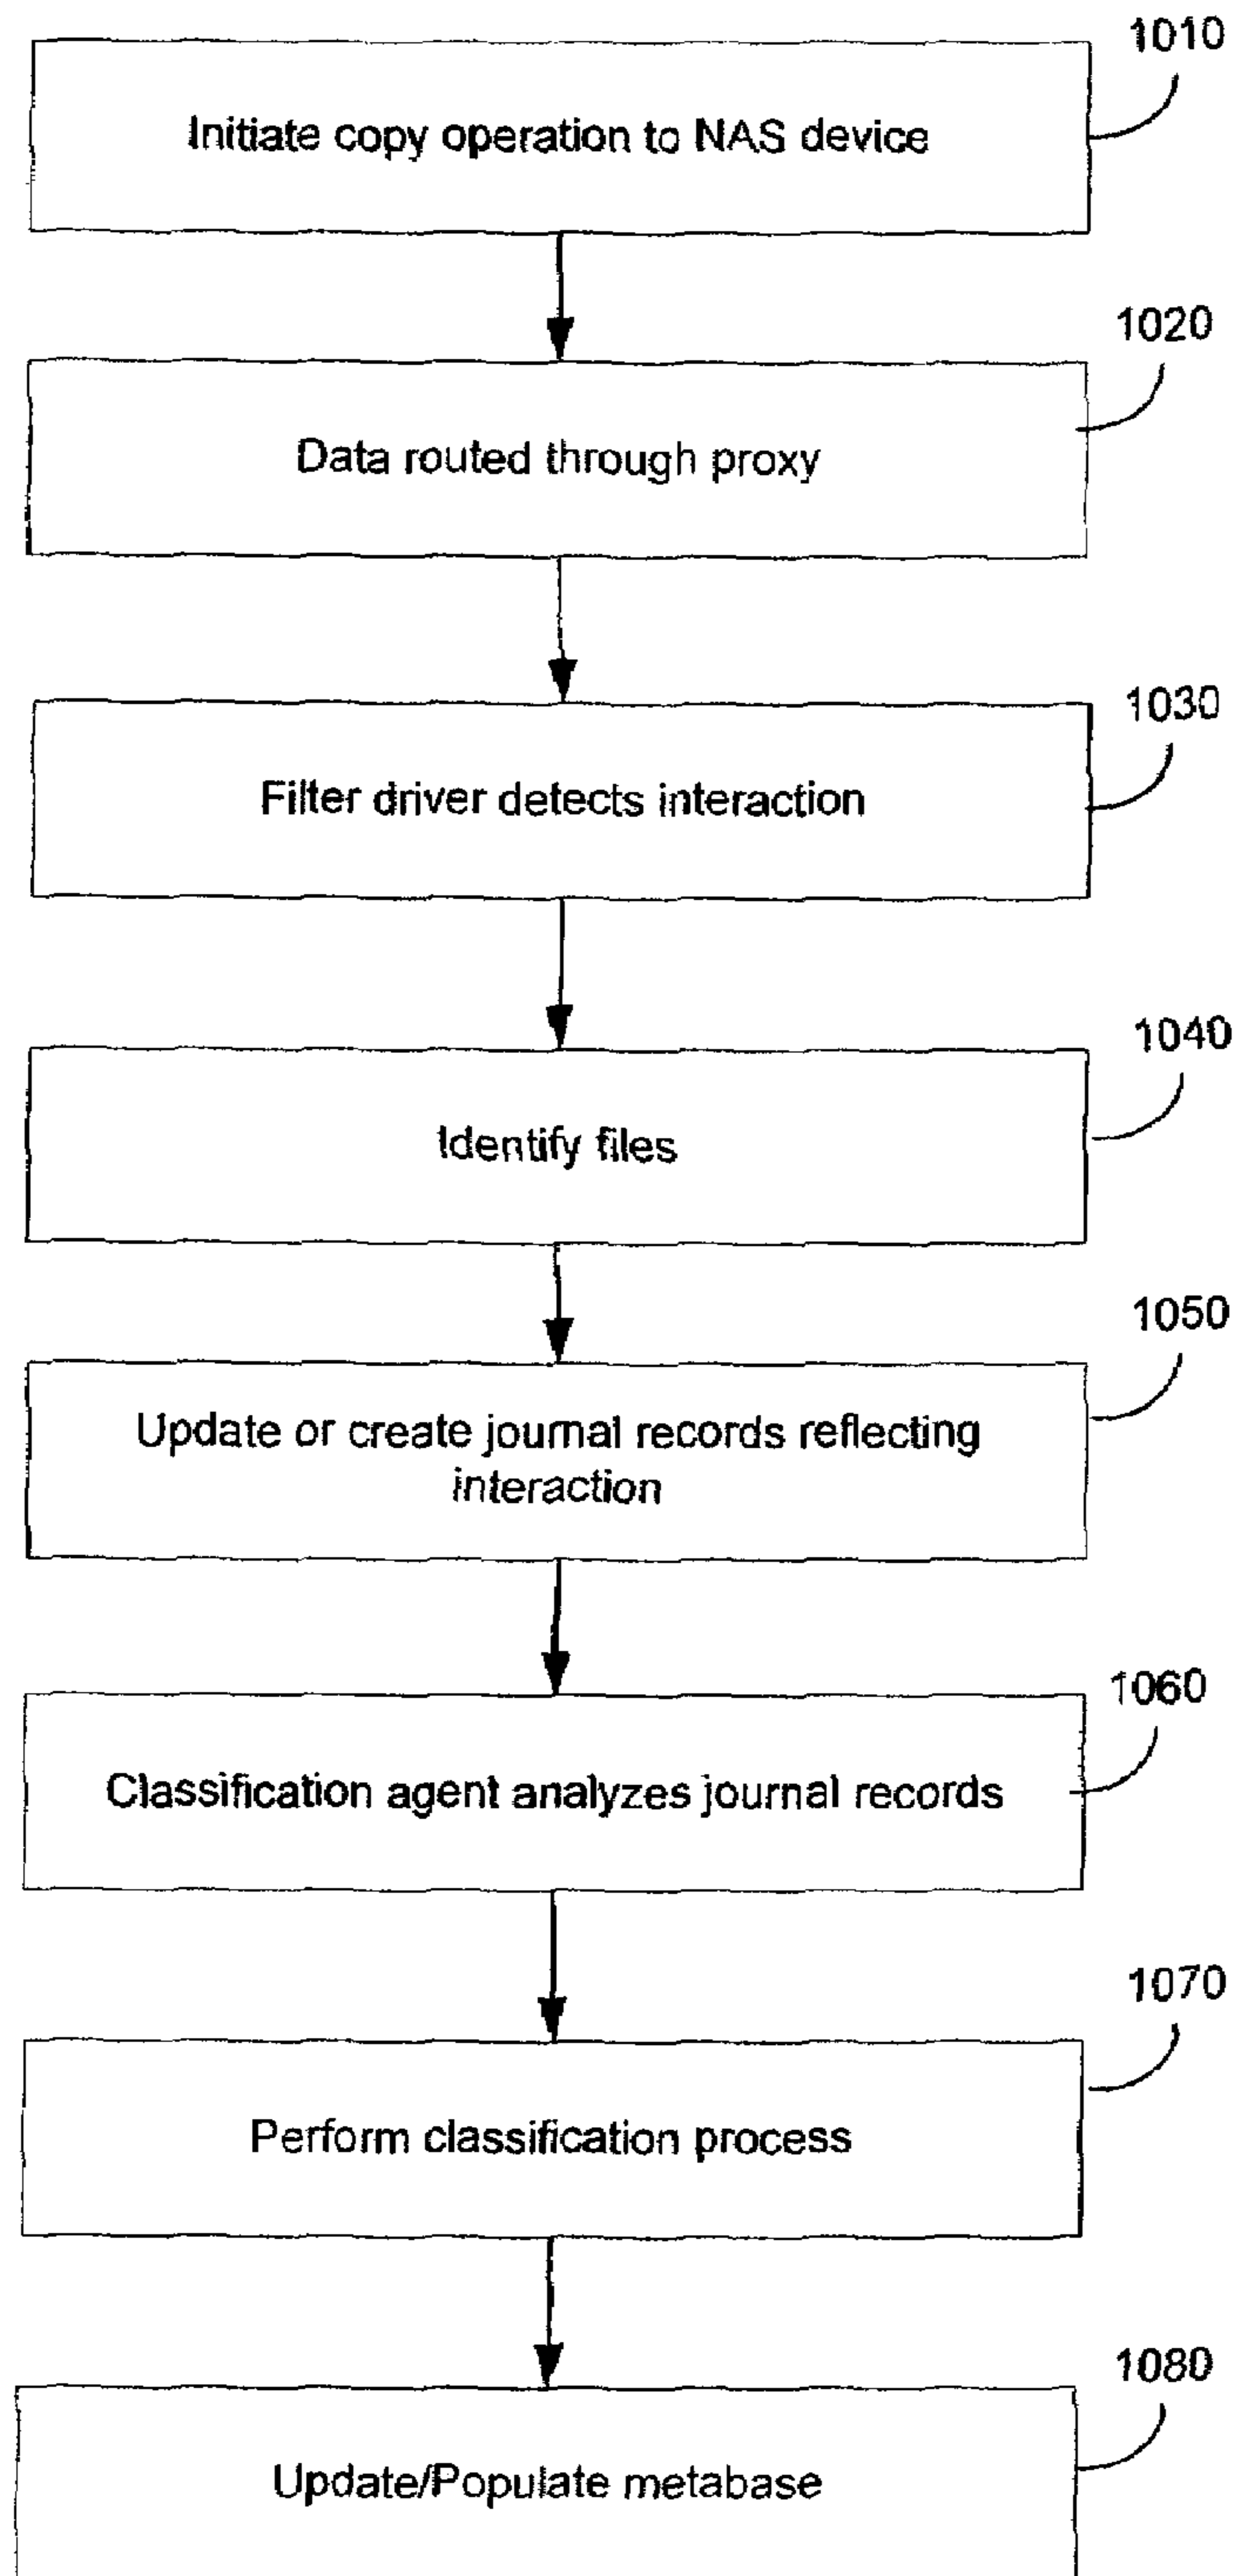 1010
Initiate copy operation to NAS device
1020
Data routed through proxy
1030
Filter driver detects interaction
1040
Identify files
1050
Update or create journal records reflecting
interaction
1060
Classification agent analyzes journal records
1070
Perform classification process
1080
Update/Populate metabase